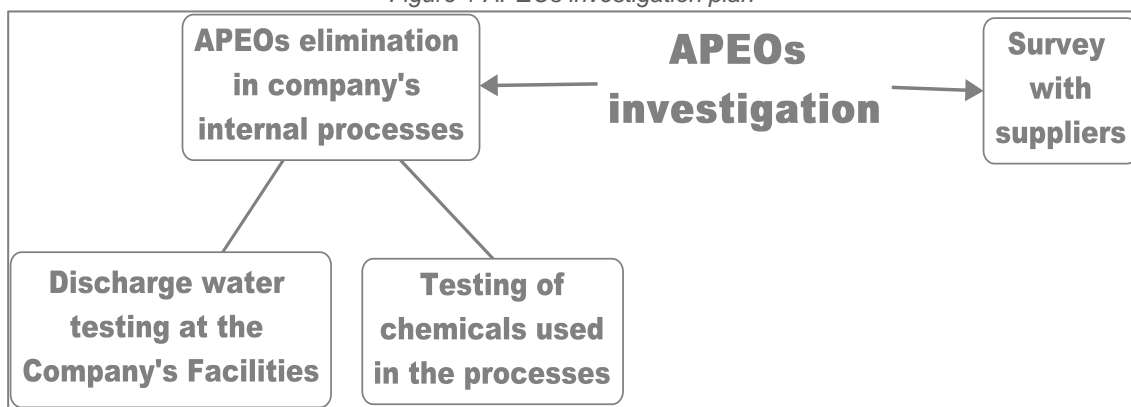 Figure 1 APEOs investigation plan
APEOs elimination
in company's
internal processes
APEOs
investigation
Survey
with
suppliers
Discharge water
testing at the
Company's Facilities
Testing of
chemicals used
in the processes